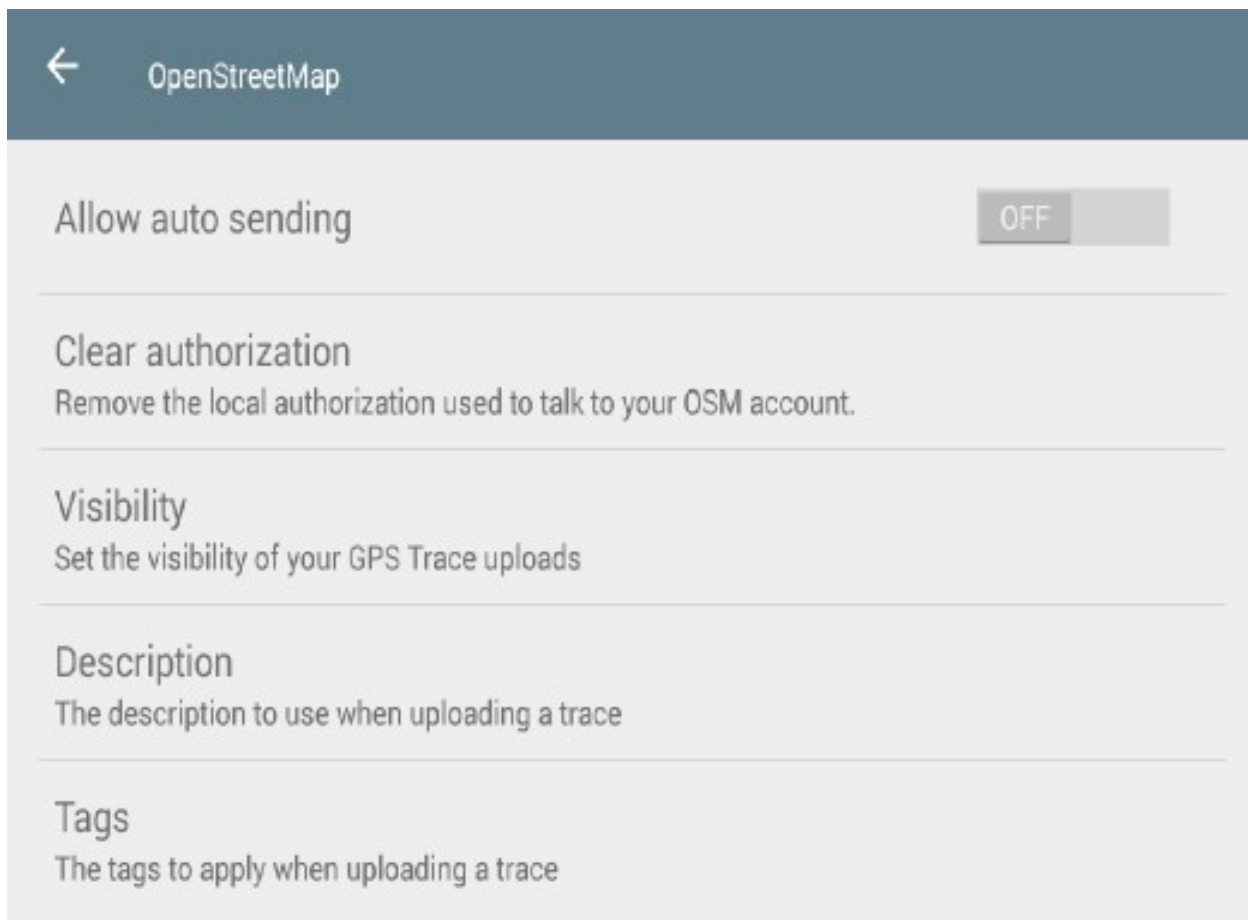 OpenStreetMap
Allow auto sending
OFF
Clear authorization
Remove the local authorization used to talk to your OSM account.
Visibility
Set the visibility of your GPS Trace uploads
Description
The description to use when uploading a trace
Tags
The tags to apply when uploading a trace